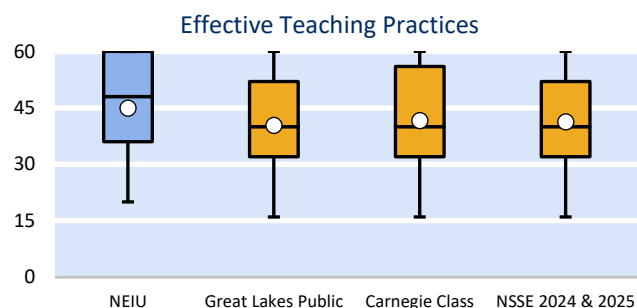 Effective Teaching Practices
60
45
30
15
0
NEIU Great Lakes Public Carnegie Class NSSE 2024 & 2025